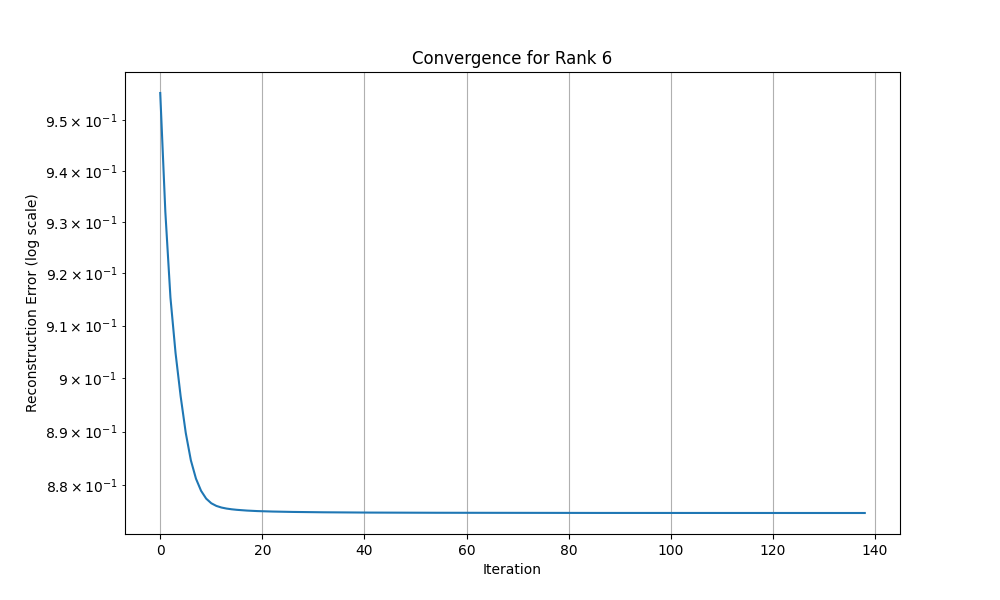 Convergence for Rank 6
Reconstruction Error (log scale)
9.5 × 10⁻¹
9.4 × 10⁻¹
9.3 × 10⁻¹
9.2 × 10⁻¹
9.1 × 10⁻¹
9 × 10⁻¹
8.9 × 10⁻¹
8.8 × 10⁻¹
0 20 40 60 80 100 120 140
Iteration